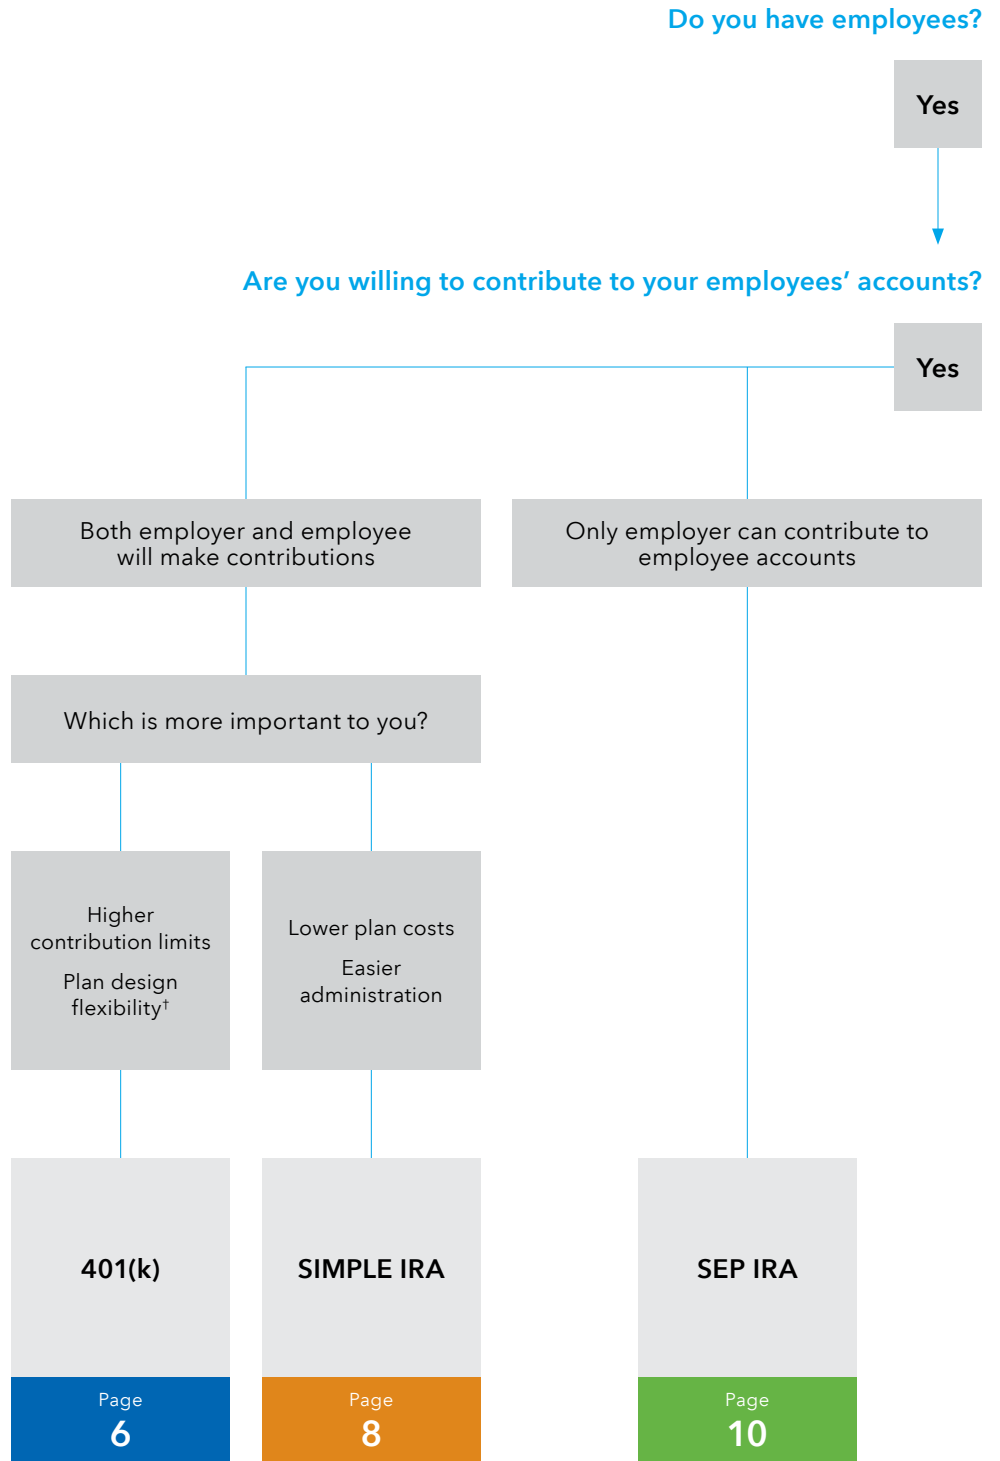 Do you have employees?
Yes
Are you willing to contribute to your employees’ accounts?
Yes
Both employer and employee
will make contributions
Only employer can contribute to
employee accounts
Which is more important to you?
Higher
contribution limits
Plan design
flexibility†
Lower plan costs
Easier
administration
401(k)
SIMPLE IRA
SEP IRA
Page
6
Page
8
Page
10